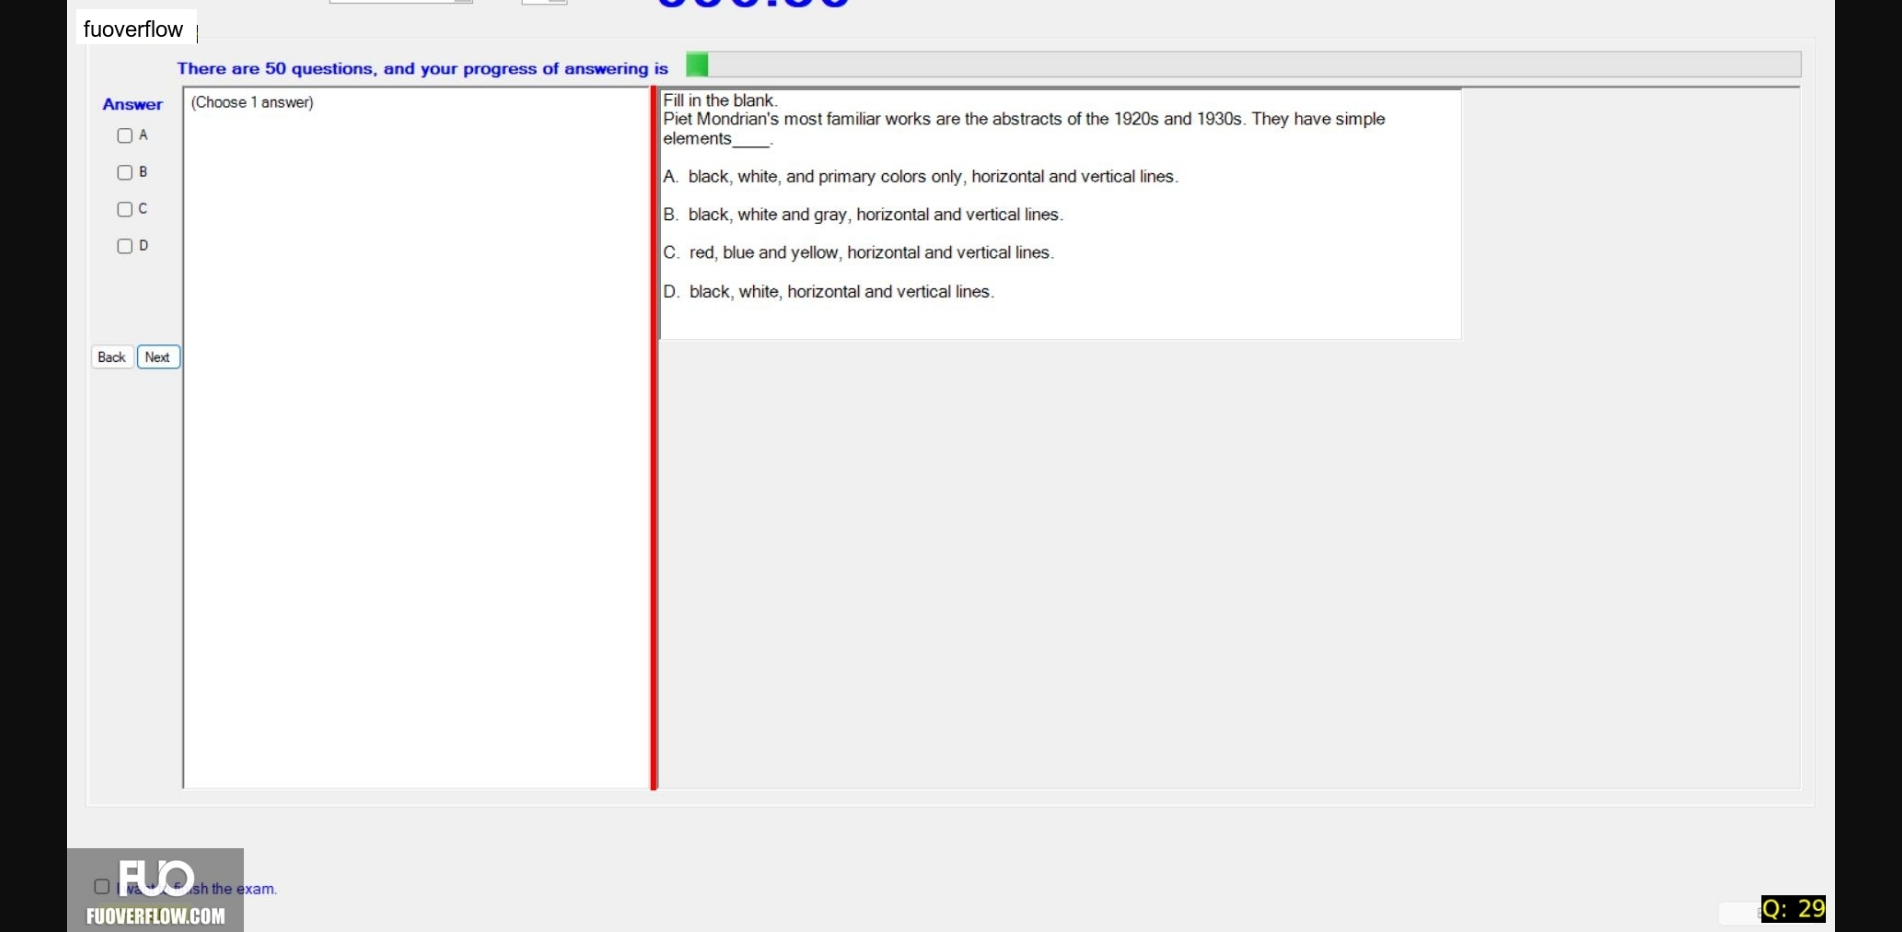 fuoverflow
There are 50 questions, and your progress of answering is
Answer
(Choose 1 answer)
A
B
C
D
Back
Next
Fill in the blank.
Piet Mondrian's most familiar works are the abstracts of the 1920s and 1930s. They have simple
elements____.
A. black, white, and primary colors only, horizontal and vertical lines.
B. black, white and gray, horizontal and vertical lines.
C. red, blue and yellow, horizontal and vertical lines.
D. black, white, horizontal and vertical lines.
FUO
the exam.
FUOVERFLOW.COM
Q: 29